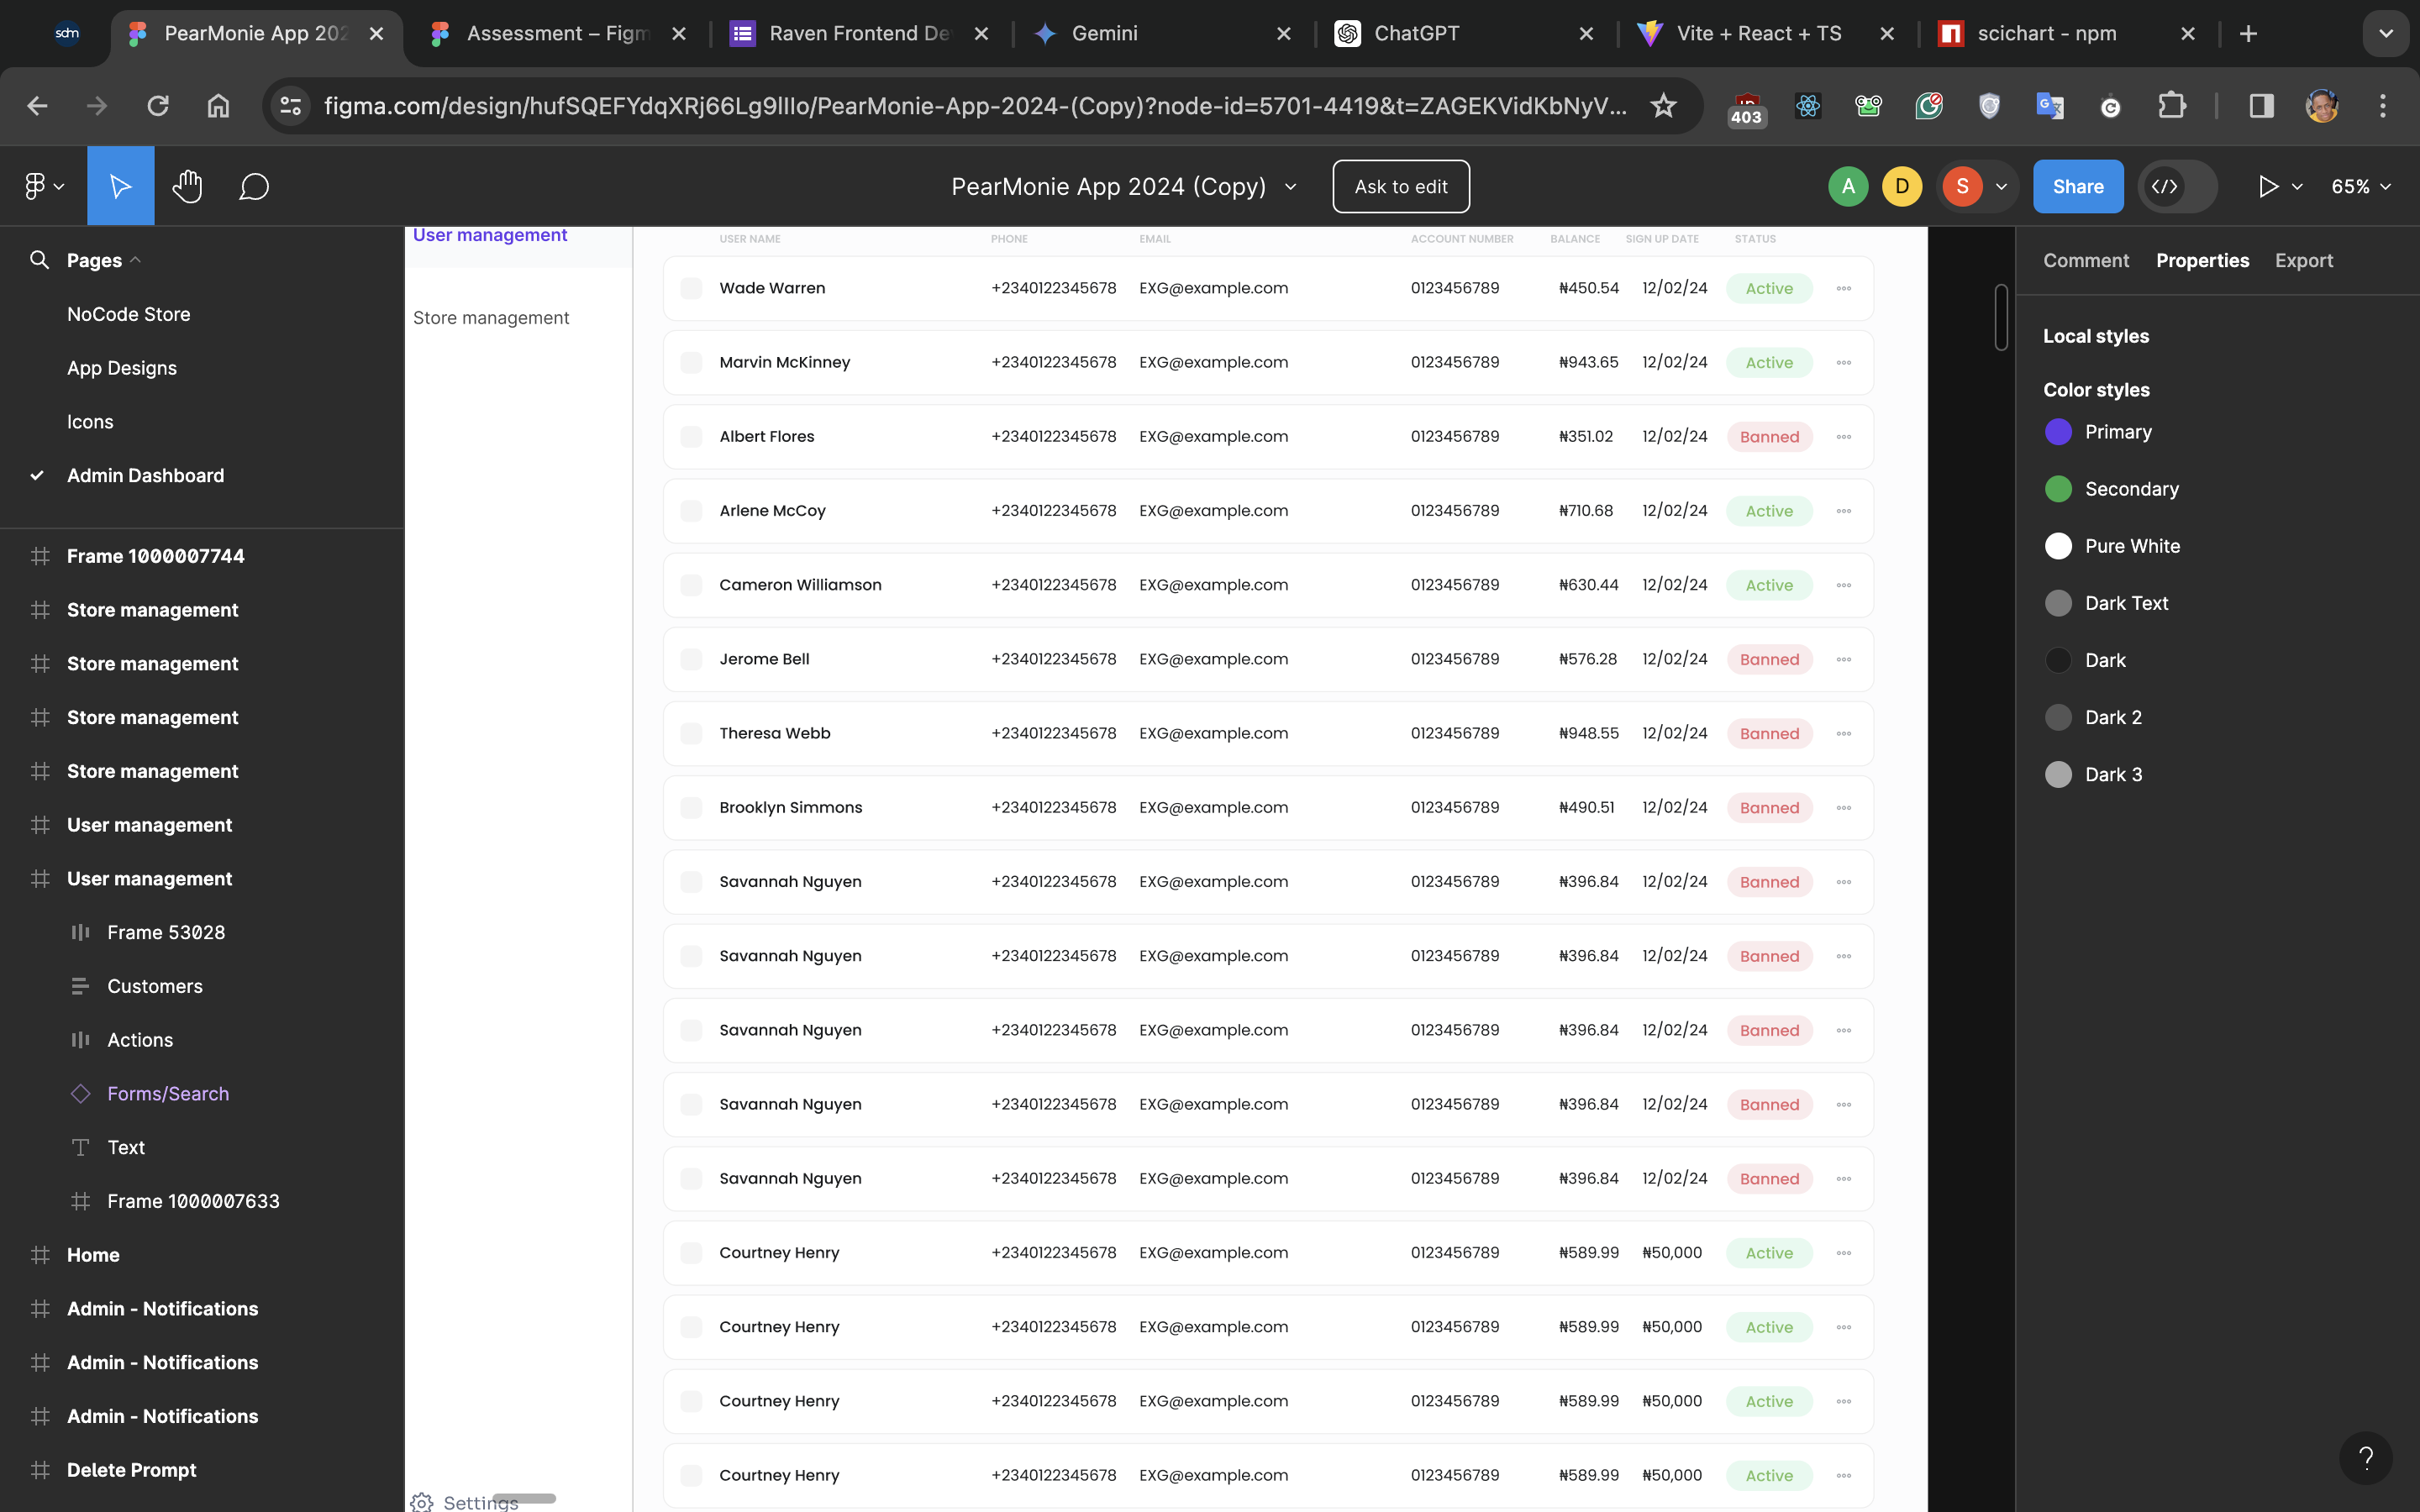 sdm
PearMonie App 202
Assessment – Figm
Raven Frontend De
Gemini
ChatGPT
Vite + React + TS
scichart - npm
figma.com/design/hufSQEFYdqXRj66Lg9lIIo/PearMonie-App-2024-(Copy)?node-id=5701-4419&t=ZAGEKVidKbNyV...
403
PearMonie App 2024 (Copy)
Ask to edit
A
D
S
Share
65%
Pages
NoCode Store
App Designs
Icons
Admin Dashboard
Frame 1000007744
Store management
Store management
Store management
Store management
User management
User management
Frame 53028
Customers
Actions
Forms/Search
Text
Frame 1000007633
Home
Admin - Notifications
Admin - Notifications
Admin - Notifications
Delete Prompt
User management
Store management
Settings
USER NAME PHONE EMAIL ACCOUNT NUMBER BALANCE SIGN UP DATE STATUS
Wade Warren +2340122345678 EXG@example.com 0123456789 ₦450.54 12/02/24 Active
Marvin McKinney +2340122345678 EXG@example.com 0123456789 ₦943.65 12/02/24 Active
Albert Flores +2340122345678 EXG@example.com 0123456789 ₦351.02 12/02/24 Banned
Arlene McCoy +2340122345678 EXG@example.com 0123456789 ₦710.68 12/02/24 Active
Cameron Williamson +2340122345678 EXG@example.com 0123456789 ₦630.44 12/02/24 Active
Jerome Bell +2340122345678 EXG@example.com 0123456789 ₦576.28 12/02/24 Banned
Theresa Webb +2340122345678 EXG@example.com 0123456789 ₦948.55 12/02/24 Banned
Brooklyn Simmons +2340122345678 EXG@example.com 0123456789 ₦490.51 12/02/24 Banned
Savannah Nguyen +2340122345678 EXG@example.com 0123456789 ₦396.84 12/02/24 Banned
Savannah Nguyen +2340122345678 EXG@example.com 0123456789 ₦396.84 12/02/24 Banned
Savannah Nguyen +2340122345678 EXG@example.com 0123456789 ₦396.84 12/02/24 Banned
Savannah Nguyen +2340122345678 EXG@example.com 0123456789 ₦396.84 12/02/24 Banned
Savannah Nguyen +2340122345678 EXG@example.com 0123456789 ₦396.84 12/02/24 Banned
Courtney Henry +2340122345678 EXG@example.com 0123456789 ₦589.99 ₦50,000 Active
Courtney Henry +2340122345678 EXG@example.com 0123456789 ₦589.99 ₦50,000 Active
Courtney Henry +2340122345678 EXG@example.com 0123456789 ₦589.99 ₦50,000 Active
Courtney Henry +2340122345678 EXG@example.com 0123456789 ₦589.99 ₦50,000 Active
Comment Properties Export
Local styles
Color styles
Primary
Secondary
Pure White
Dark Text
Dark
Dark 2
Dark 3
?